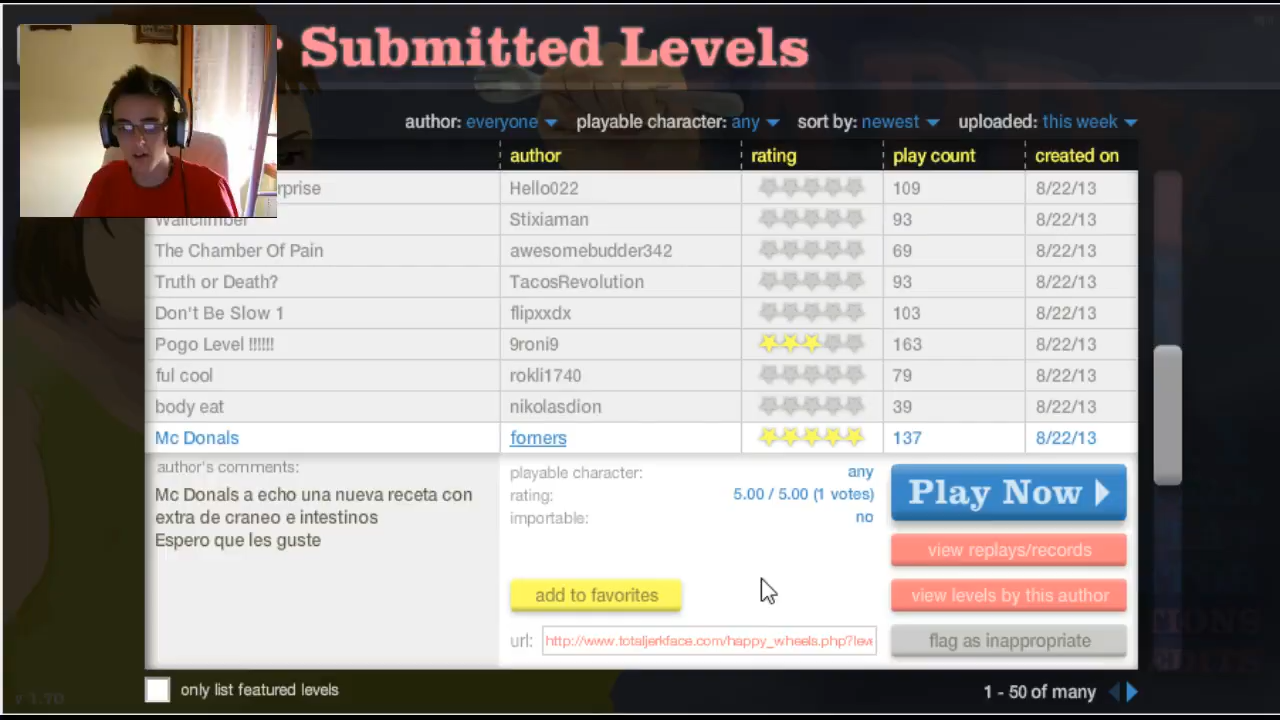 Submitted Levels
author: everyone playable character: any sort by: newest uploaded: this week
author rating play count created on
rprise Hello022 109 8/22/13
Wallclimber Stixiaman 93 8/22/13
The Chamber Of Pain awesomebudder342 69 8/22/13
Truth or Death? TacosRevolution 93 8/22/13
Don't Be Slow 1 flipxxdx 103 8/22/13
Pogo Level !!!!!! 9roni9 163 8/22/13
ful cool rokli1740 79 8/22/13
body eat nikolasdion 39 8/22/13
Mc Donals fomers 137 8/22/13
author's comments:
Mc Donals a echo una nueva receta con
extra de craneo e intestinos
Espero que les guste
playable character: any
rating: 5.00 / 5.00 (1 votes)
importable: no
add to favorites
url: http://www.totaljerkface.com/happy_wheels.php?leve
Play Now
view replays/records
view levels by this author
flag as inappropriate
only list featured levels
1 - 50 of many
v 1.70